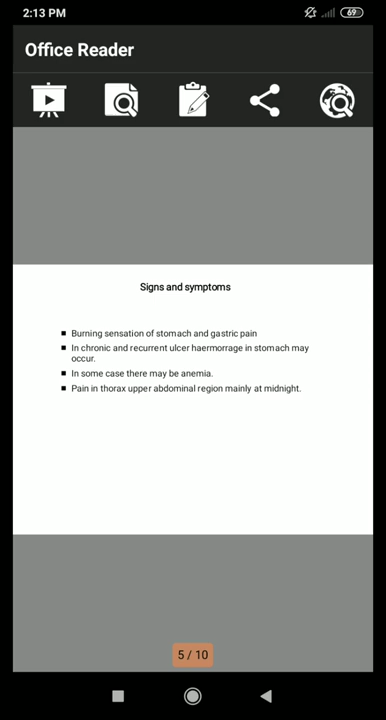 2:13 PM
69
Office Reader
Signs and symptoms
Burning sensation of stomach and gastric pain
In chronic and recurrent ulcer haermorrage in stomach may
occur.
In some case there may be anemia.
Pain in thorax upper abdominal region mainly at midnight.
5 / 10